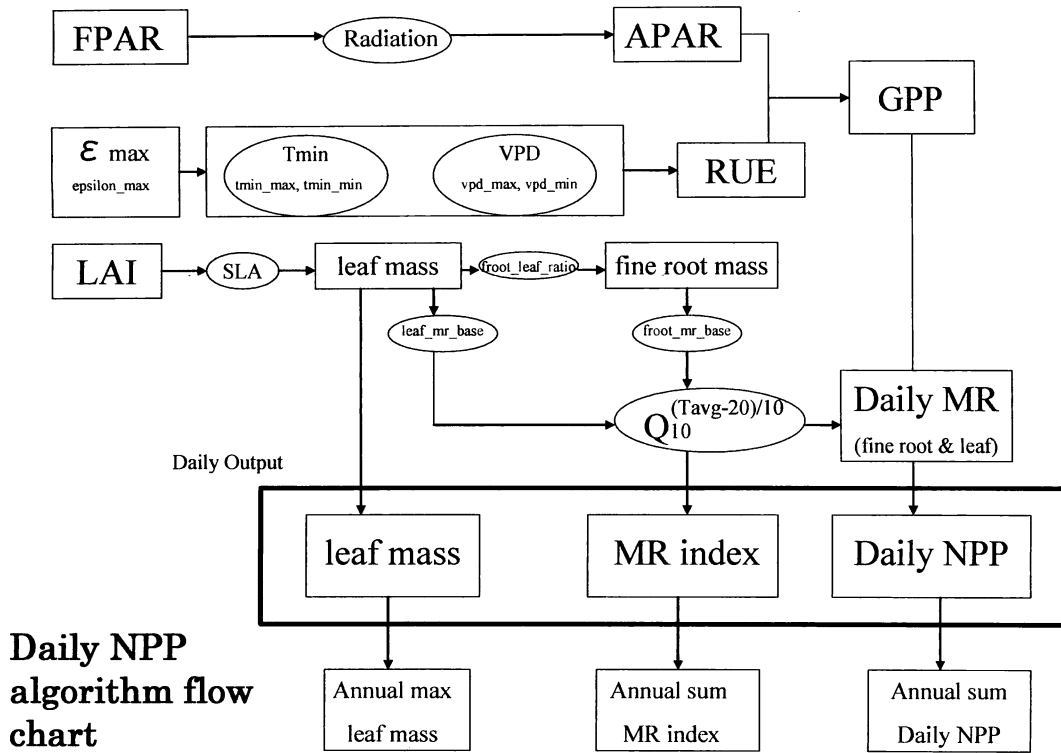 FPAR
Radiation
APAR
GPP
ε max
epsilon_max
Tmin
tmin_max, tmin_min
VPD
vpd_max, vpd_min
RUE
LAI
SLA
leaf mass
froot_leaf_ratio
fine root mass
leaf_mr_base
froot_mr_base
Q10 (Tavg-20)/10
Daily MR
(fine root & leaf)
Daily Output
leaf mass
MR index
Daily NPP
Daily NPP
algorithm flow
chart
Annual max
leaf mass
Annual sum
MR index
Annual sum
Daily NPP